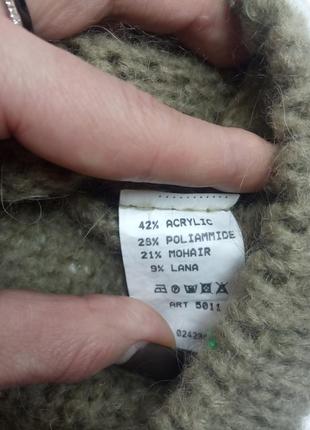 42% ACRYLIC
28% POLIAMMIDE
21% MOHAIR
9% LANA
ART 5011